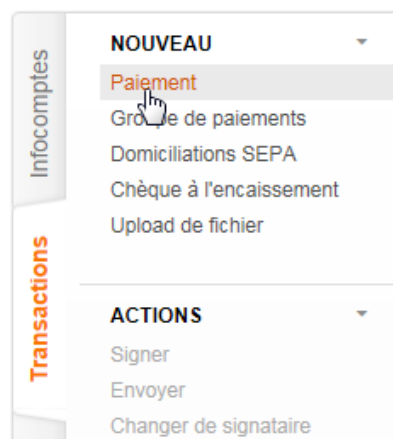 Infocomptes
Transactions
NOUVEAU
Paiement
Groupe de paiements
Domiciliations SEPA
Chèque à l'encaissement
Upload de fichier
ACTIONS
Signer
Envoyer
Changer de signataire